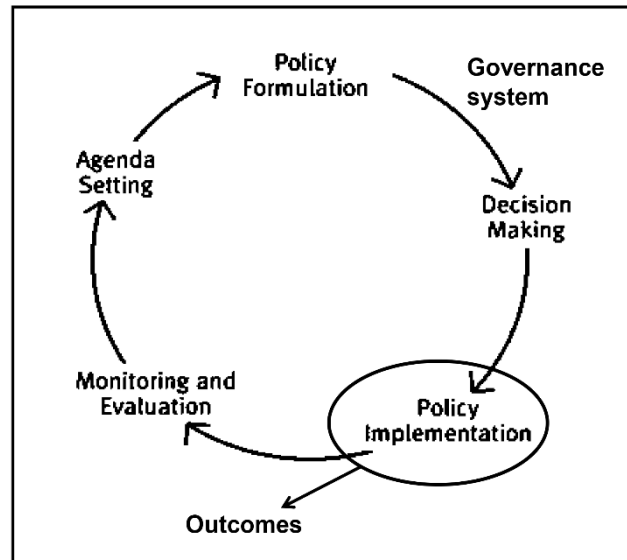 Policy
Formulation
Governance
system
Agenda
Setting
Decision
Making
Monitoring and
Evaluation
Policy
Implementation
Outcomes